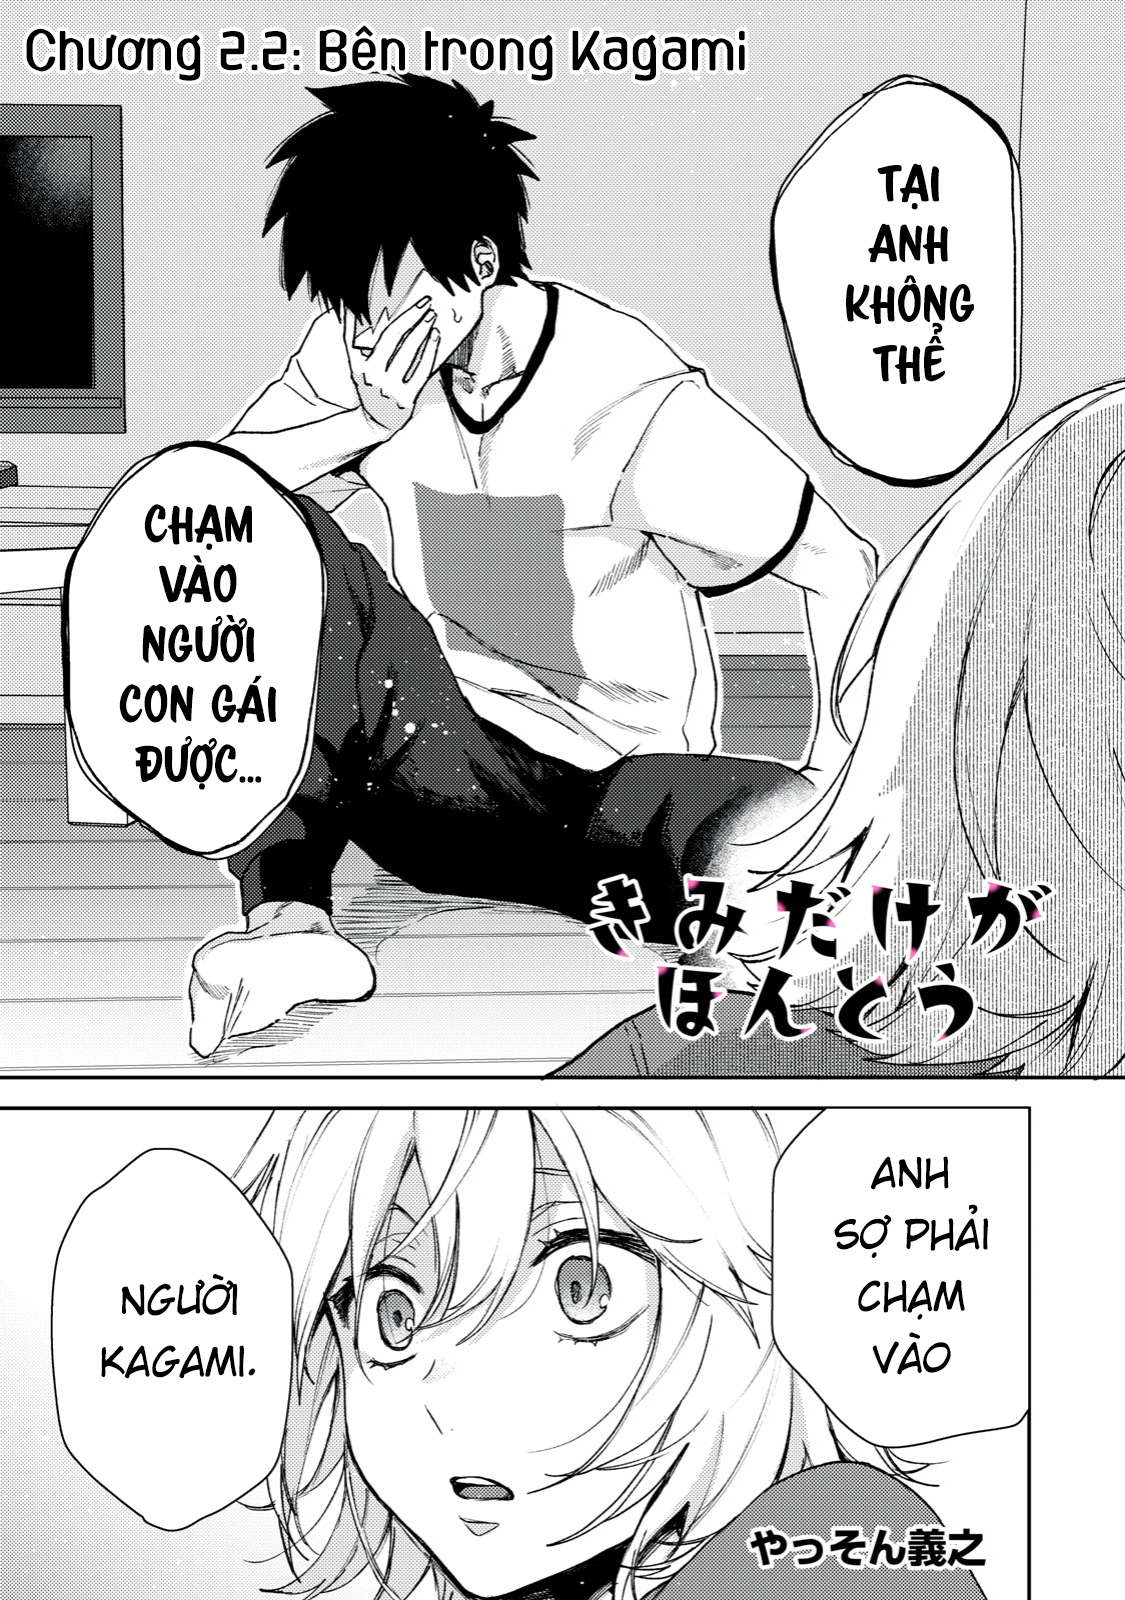 Chương 2.2: Bên trong Kagami
TẠI
ANH
KHÔNG
THỂ
CHẠM
VÀO
NGƯỜI
CON GÁI
ĐƯỢC...
きみだけが
ほんとう
ANH
SỢ PHẢI
CHẠM
VÀO
NGƯỜI
KAGAMI.
やっそん義之